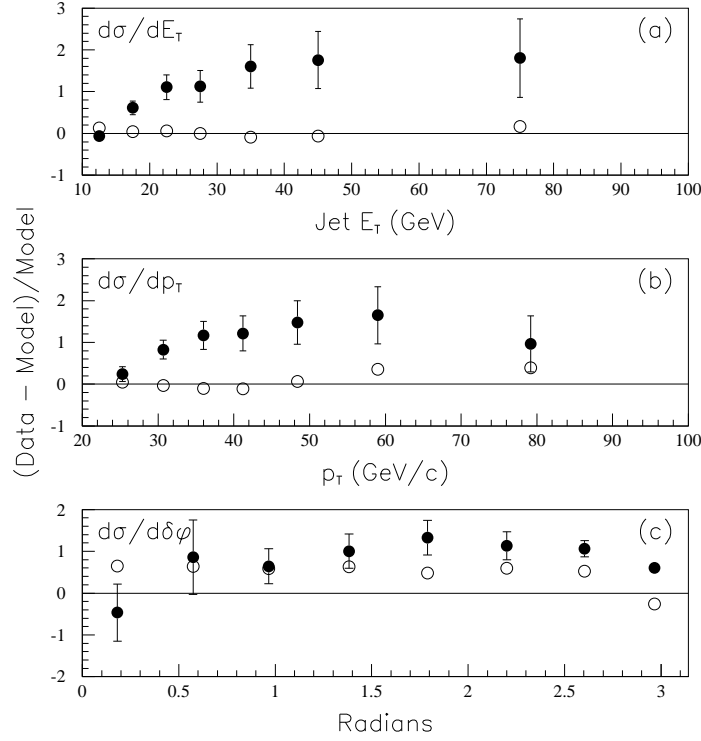 3
dσ/dE_T (a)
2
1
0
-1
10 20 30 40 50 60 70 80 90 100
Jet E_T (GeV)
(Data − Model)/Model
3
dσ/dp_T (b)
2
1
0
-1
20 30 40 50 60 70 80 90 100
p_T (GeV/c)
2
dσ/dδφ (c)
1
0
-1
-2
0 0.5 1 1.5 2 2.5 3
Radians